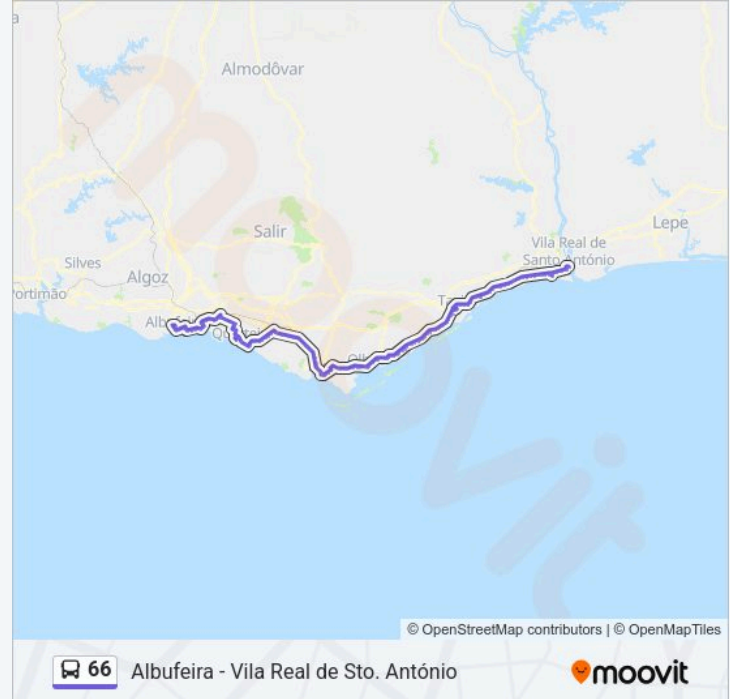 Almodôvar
Salir
Lepe
Vila Real de
Santo António
Silves
Algoz
© OpenStreetMap contributors | © OpenMapTiles
66 Albufeira - Vila Real de Sto. António
moovit
moovit